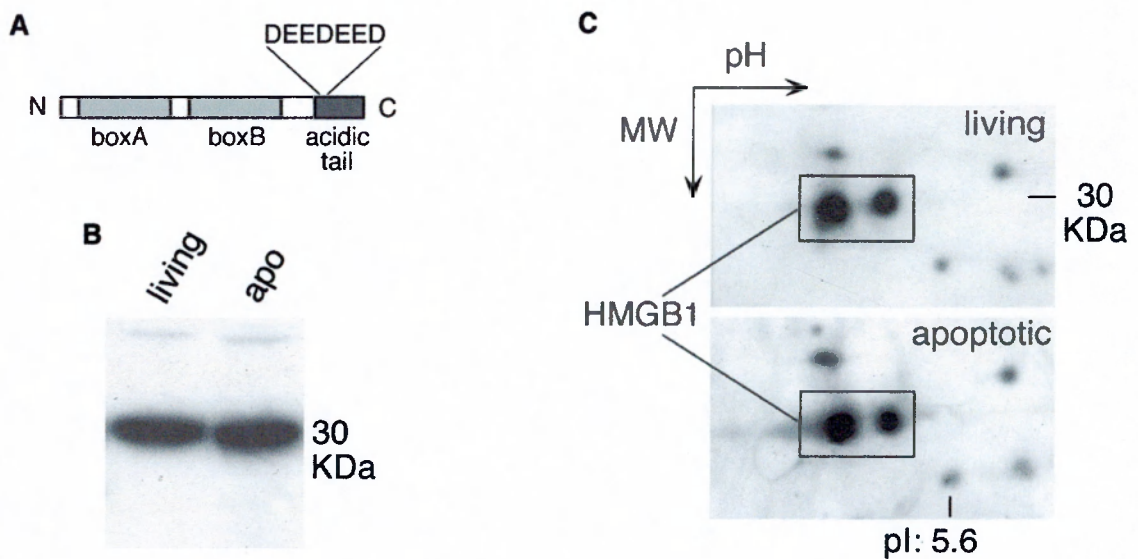 A
DEEDEED
N
C
boxA
boxB
acidic
tail
B
living
apo
30
KDa
C
pH
MW
living
30
KDa
HMGB1
apoptotic
pI: 5.6